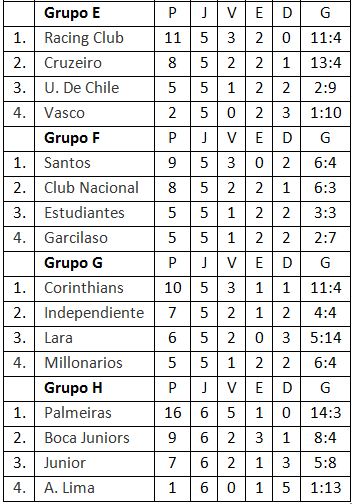 Grupo E P J V E D G
1. Racing Club 11 5 3 2 0 11:4
2. Cruzeiro 8 5 2 2 1 13:4
3. U. De Chile 5 5 1 2 2 2:9
4. Vasco 2 5 0 2 3 1:10
Grupo F P J V E D G
1. Santos 9 5 3 0 2 6:4
2. Club Nacional 8 5 2 2 1 6:3
3. Estudiantes 5 5 1 2 2 3:3
4. Garcilaso 5 5 1 2 2 2:7
Grupo G P J V E D G
1. Corinthians 10 5 3 1 1 11:4
2. Independiente 7 5 2 1 2 4:4
3. Lara 6 5 2 0 3 5:14
4. Millonarios 5 5 1 2 2 6:4
Grupo H P J V E D G
1. Palmeiras 16 6 5 1 0 14:3
2. Boca Juniors 9 6 2 3 1 8:4
3. Junior 7 6 2 1 3 5:8
4. A. Lima 1 6 0 1 5 1:13